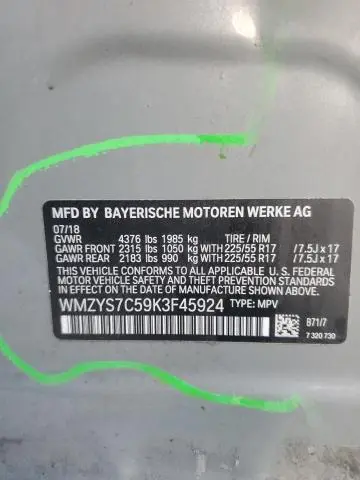 MFD BY BAYERISCHE MOTOREN WERKE AG
07/18
GVWR 4376 lbs 1985 kg TIRE / RIM
GAWR FRONT 2315 lbs 1050 kg WITH 225/55 R17 /7.5J x 17
GAWR REAR 2183 lbs 990 kg WITH 225/55 R17 /7.5J x 17
THIS VEHICLE CONFORMS TO ALL APPLICABLE FEDERAL
MOTOR VEHICLE SAFETY, BUMPER, AND THEFT PREVENTION
STANDARDS IN EFFECT ON THE DATE OF MANUFACTURE
SHOWN ABOVE.
WMZYS7C59K3F45924 TYPE: MPV
B71/7
7 320 730